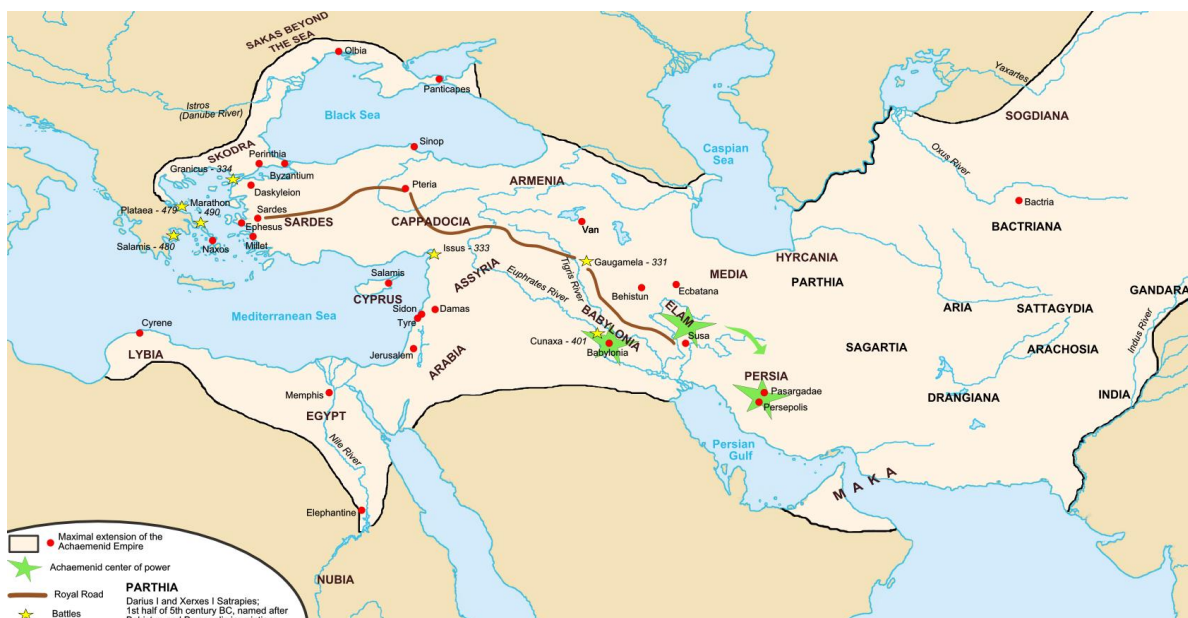 SAKAS BEYOND
THE SEA
Olbia
Panticapes
Istros
(Danube River)
Black Sea
Caspian
Sea
Yaxartes
SOGDIANA
Oxus River
SKODRA
Perinthia
Byzantium
Sinop
Granicus - 334
Daskyleion
Pteria
ARMENIA
Marathon
- 490
Plataea - 479
Sardes
SARDES
CAPPADOCIA
Van
Bactria
BACTRIANA
Salamis - 480
Ephesus
Millet
Naxos
Issus - 333
Gaugamela - 331
HYRCANIA
MEDIA
PARTHIA
ASSYRIA
Tigris River
Euphrates River
Salamis
CYPRUS
Behistun
Ecbatana
GANDARA
ARIA
SATTAGYDIA
Sidon
Tyre
Damas
Mediterranean Sea
ELAM
BABYLONIA
Susa
Cyrene
LYBIA
Jerusalem
ARABIA
Cunaxa - 401
Babylonia
SAGARTIA
ARACHOSIA
Indus River
PERSIA
Pasargadae
Persepolis
DRANGIANA
INDIA
Memphis
EGYPT
Nile River
Persian
Gulf
MAKA
Elephantine
NUBIA
Maximal extension of the
Achaemenid Empire
Achaemenid center of power
Royal Road
Battles
PARTHIA
Darius I and Xerxes I Satrapies;
1st half of 5th century BC, named after